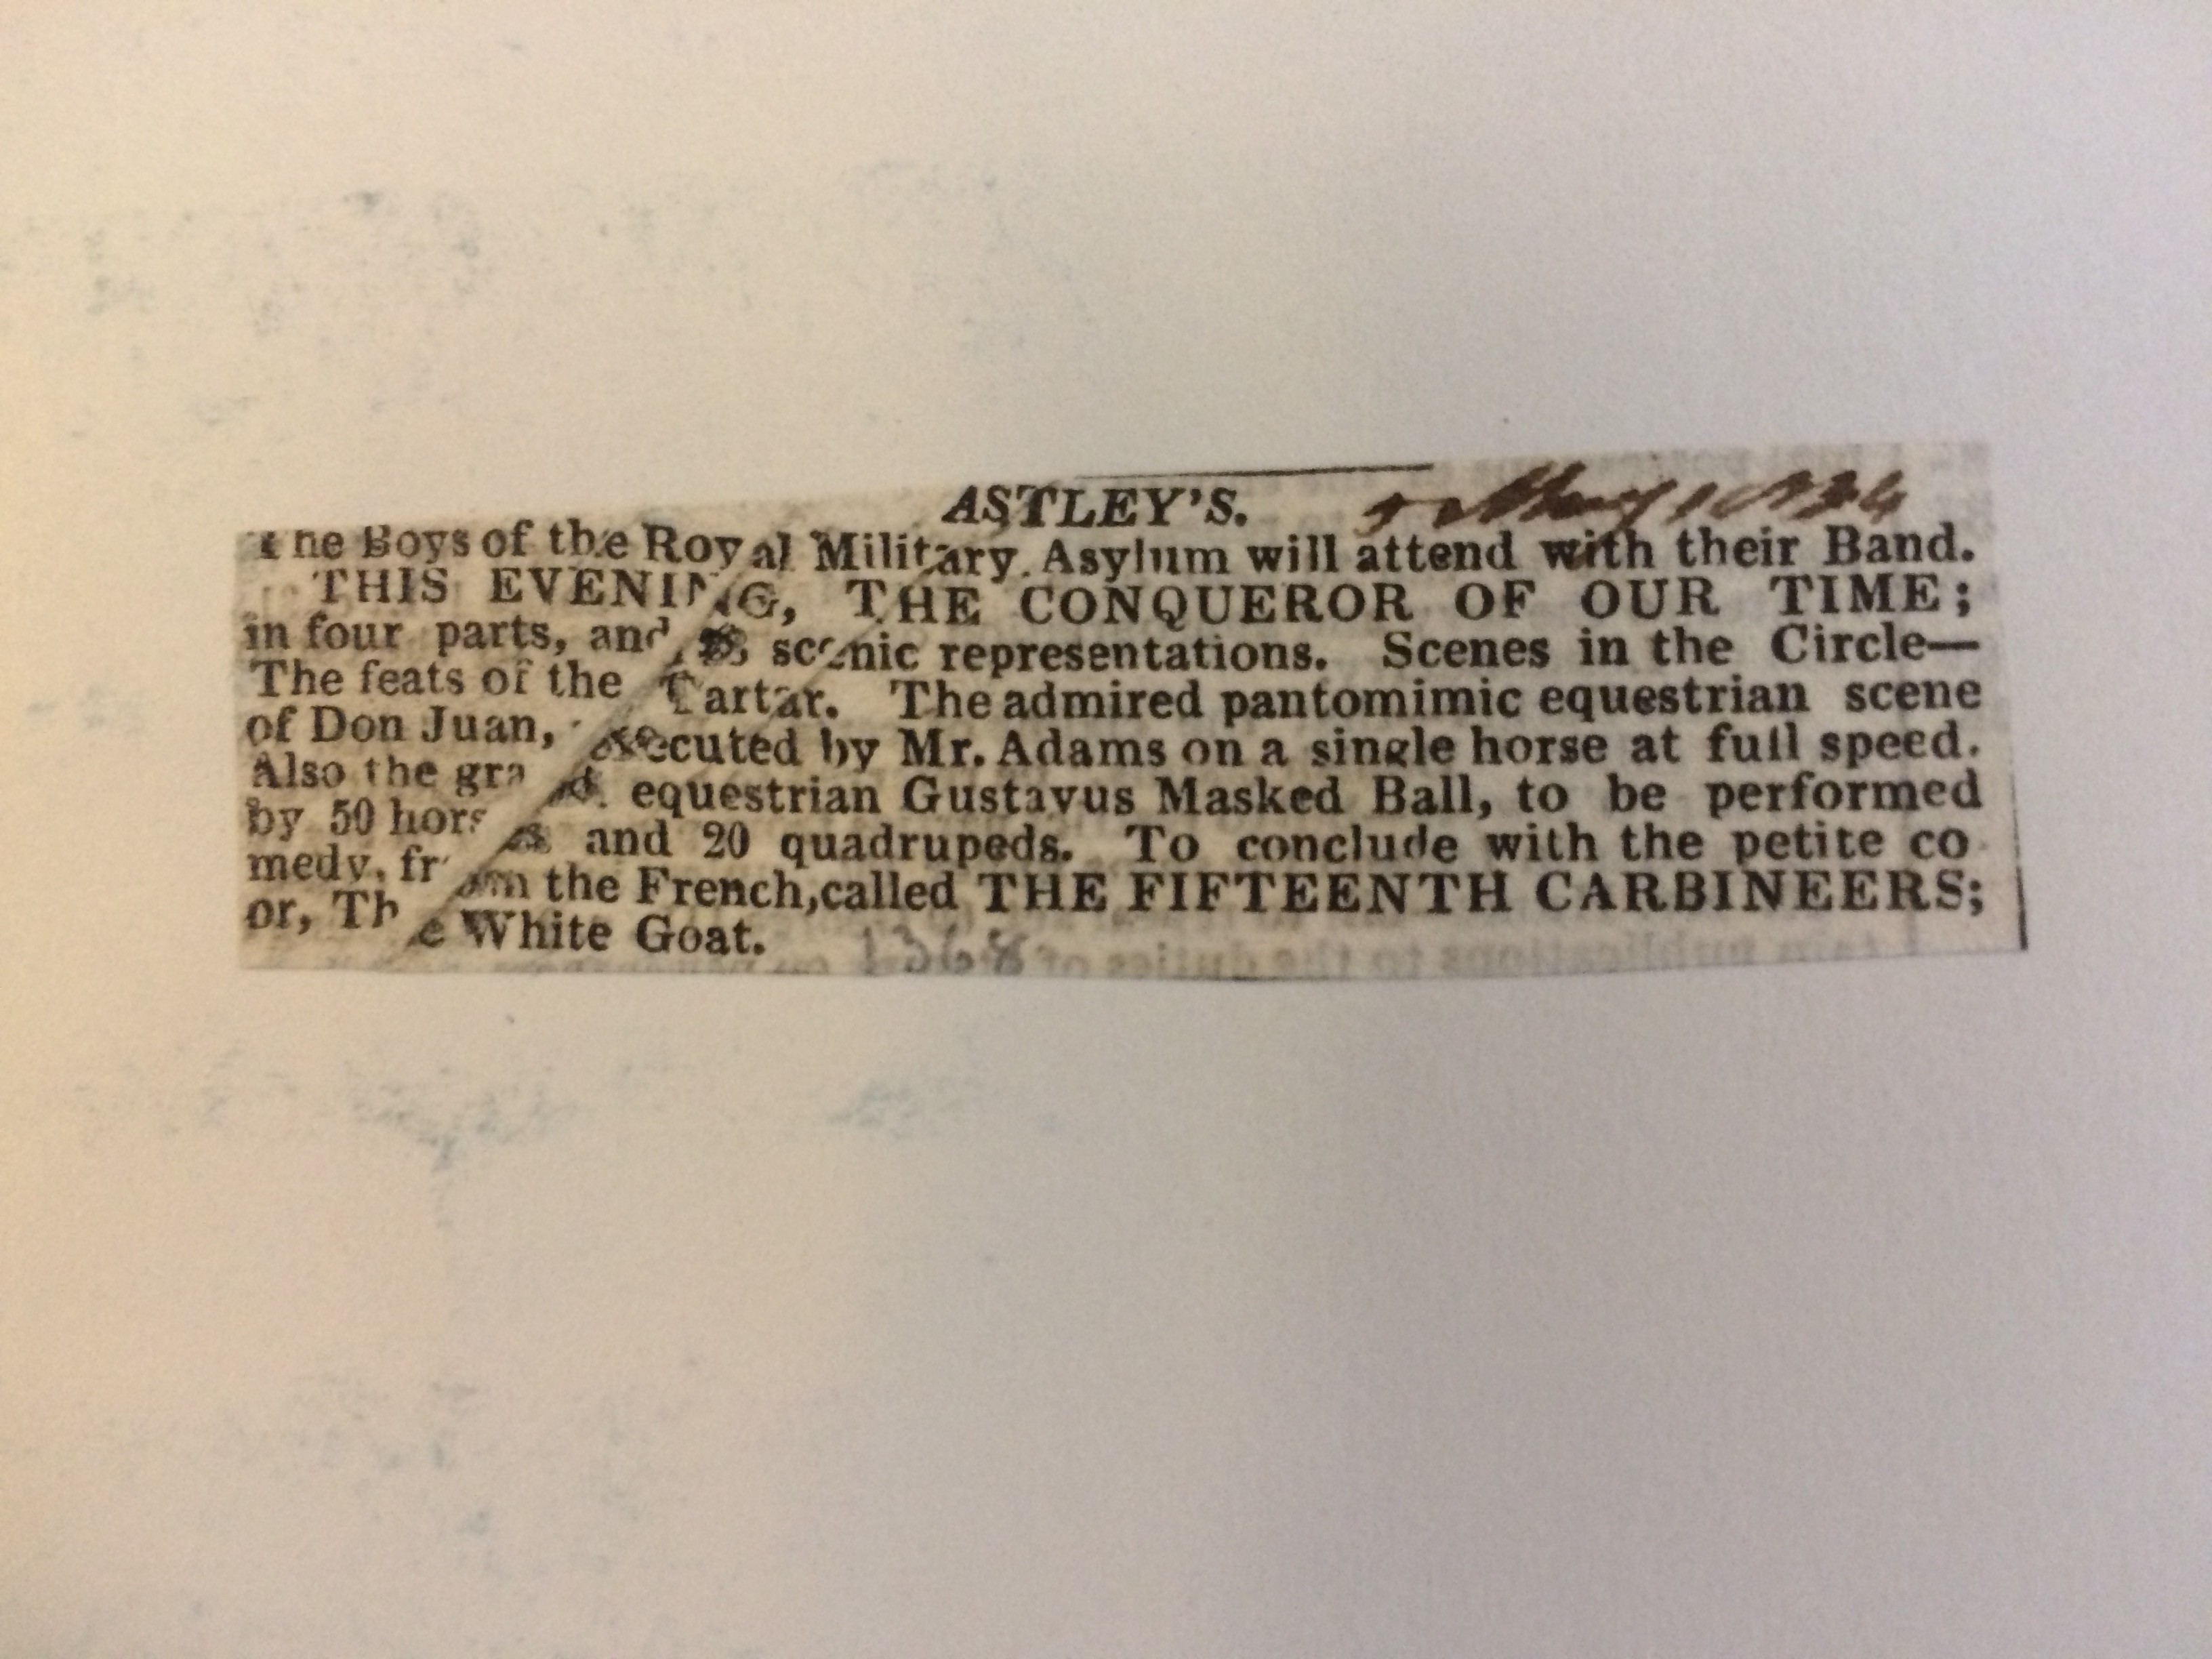 ASTLEY'S. 5 May 1834
The Boys of the Royal Military Asylum will attend with their Band.
THIS EVENING, THE CONQUEROR OF OUR TIME;
in four parts, and scenic representations. Scenes in the Circle—
The feats of the Tartar. The admired pantomimic equestrian scene
of Don Juan, executed by Mr. Adams on a single horse at full speed.
Also the grand equestrian Gustavus Masked Ball, to be performed
by 50 horses and 20 quadrupeds. To conclude with the petite co
medy, from the French, called THE FIFTEENTH CARBINEERS;
or, The White Goat.
1368